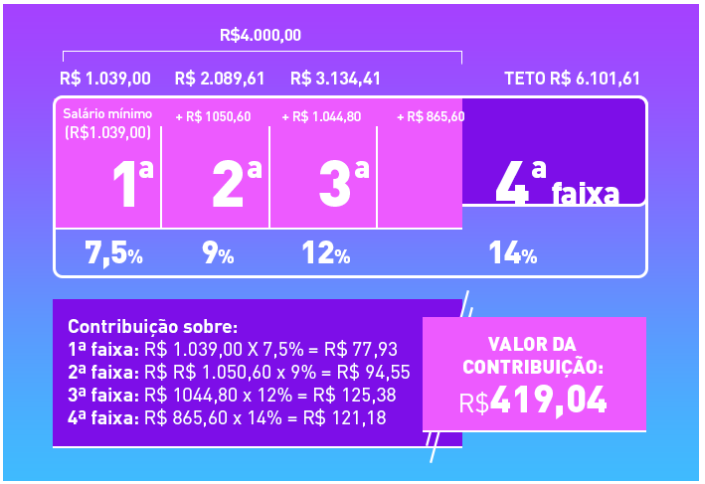 R$4.000,00
R$ 1.039,00 R$ 2.089,61 R$ 3.134,41 TETO R$ 6.101,61
Salário mínimo
(R$1.039,00)
+ R$ 1050,60
+ R$ 1.044,80
+ R$ 865,60
1ª 2ª 3ª 4ª faixa
7,5% 9% 12% 14%
Contribuição sobre:
1ª faixa: R$ 1.039,00 X 7,5% = R$ 77,93
2ª faixa: R$ R$ 1.050,60 x 9% = R$ 94,55
3ª faixa: R$ 1044,80 x 12% = R$ 125,38
4ª faixa: R$ 865,60 x 14% = R$ 121,18
VALOR DA
CONTRIBUIÇÃO:
R$419,04